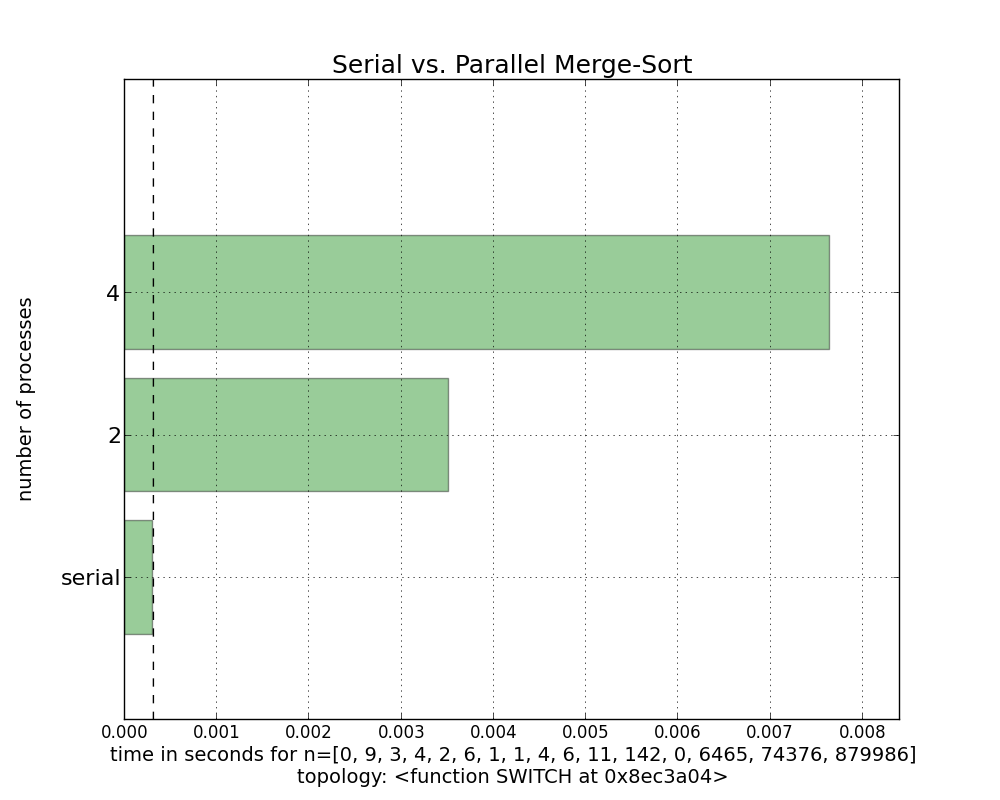 Serial vs. Parallel Merge-Sort
number of processes
4
2
serial
0.000 0.001 0.002 0.003 0.004 0.005 0.006 0.007 0.008
time in seconds for n=[0, 9, 3, 4, 2, 6, 1, 1, 4, 6, 11, 142, 0, 6465, 74376, 879986]
topology: <function SWITCH at 0x8ec3a04>